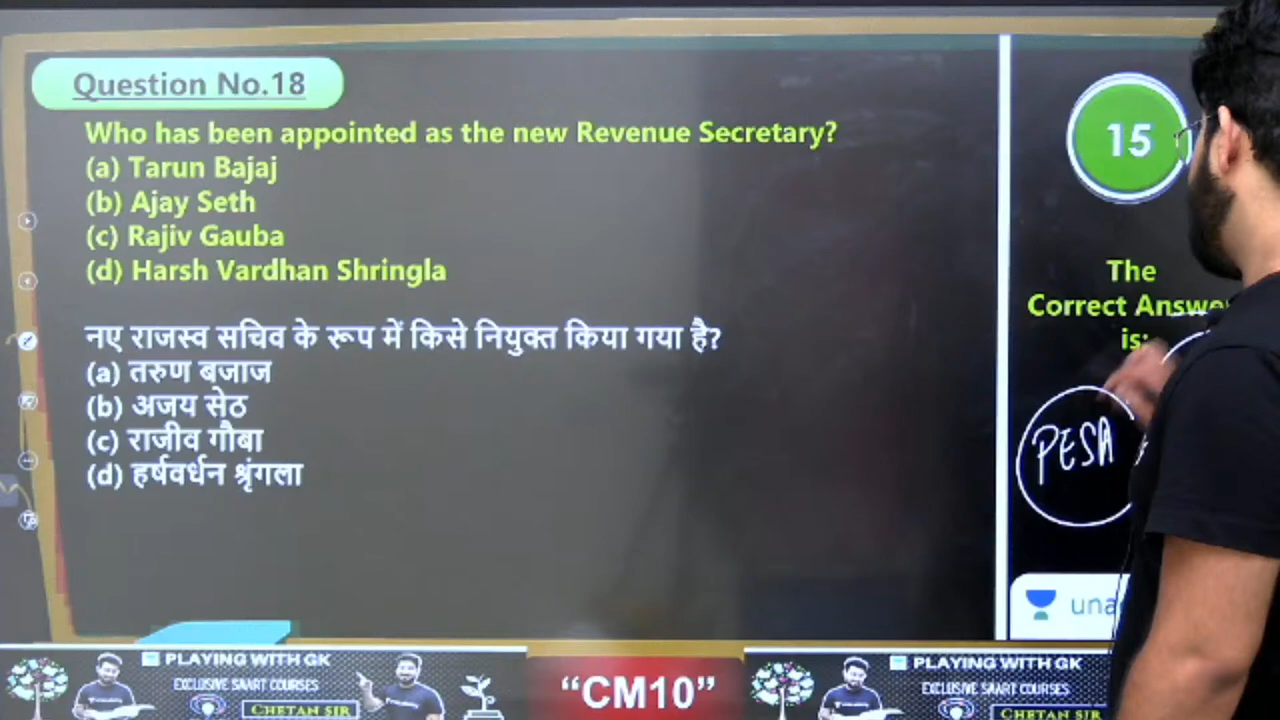 Question No.18
Who has been appointed as the new Revenue Secretary?
(a) Tarun Bajaj
(b) Ajay Seth
(c) Rajiv Gauba
(d) Harsh Vardhan Shringla
नए राजस्व सचिव के रूप में किसे नियुक्त किया गया है?
(a) तरुण बजाज
(b) अजय सेठ
(c) राजीव गौबा
(d) हर्षवर्धन श्रृंगला
15
The
Correct Answe
is:
PESA
una
PLAYING WITH GK
EXCLUSIVE SAART COURSES
CHETAN SIR
“CM10”
PLAYING WITH GK
EXCLUSIVE SAART COURSES
CHETAN SIR